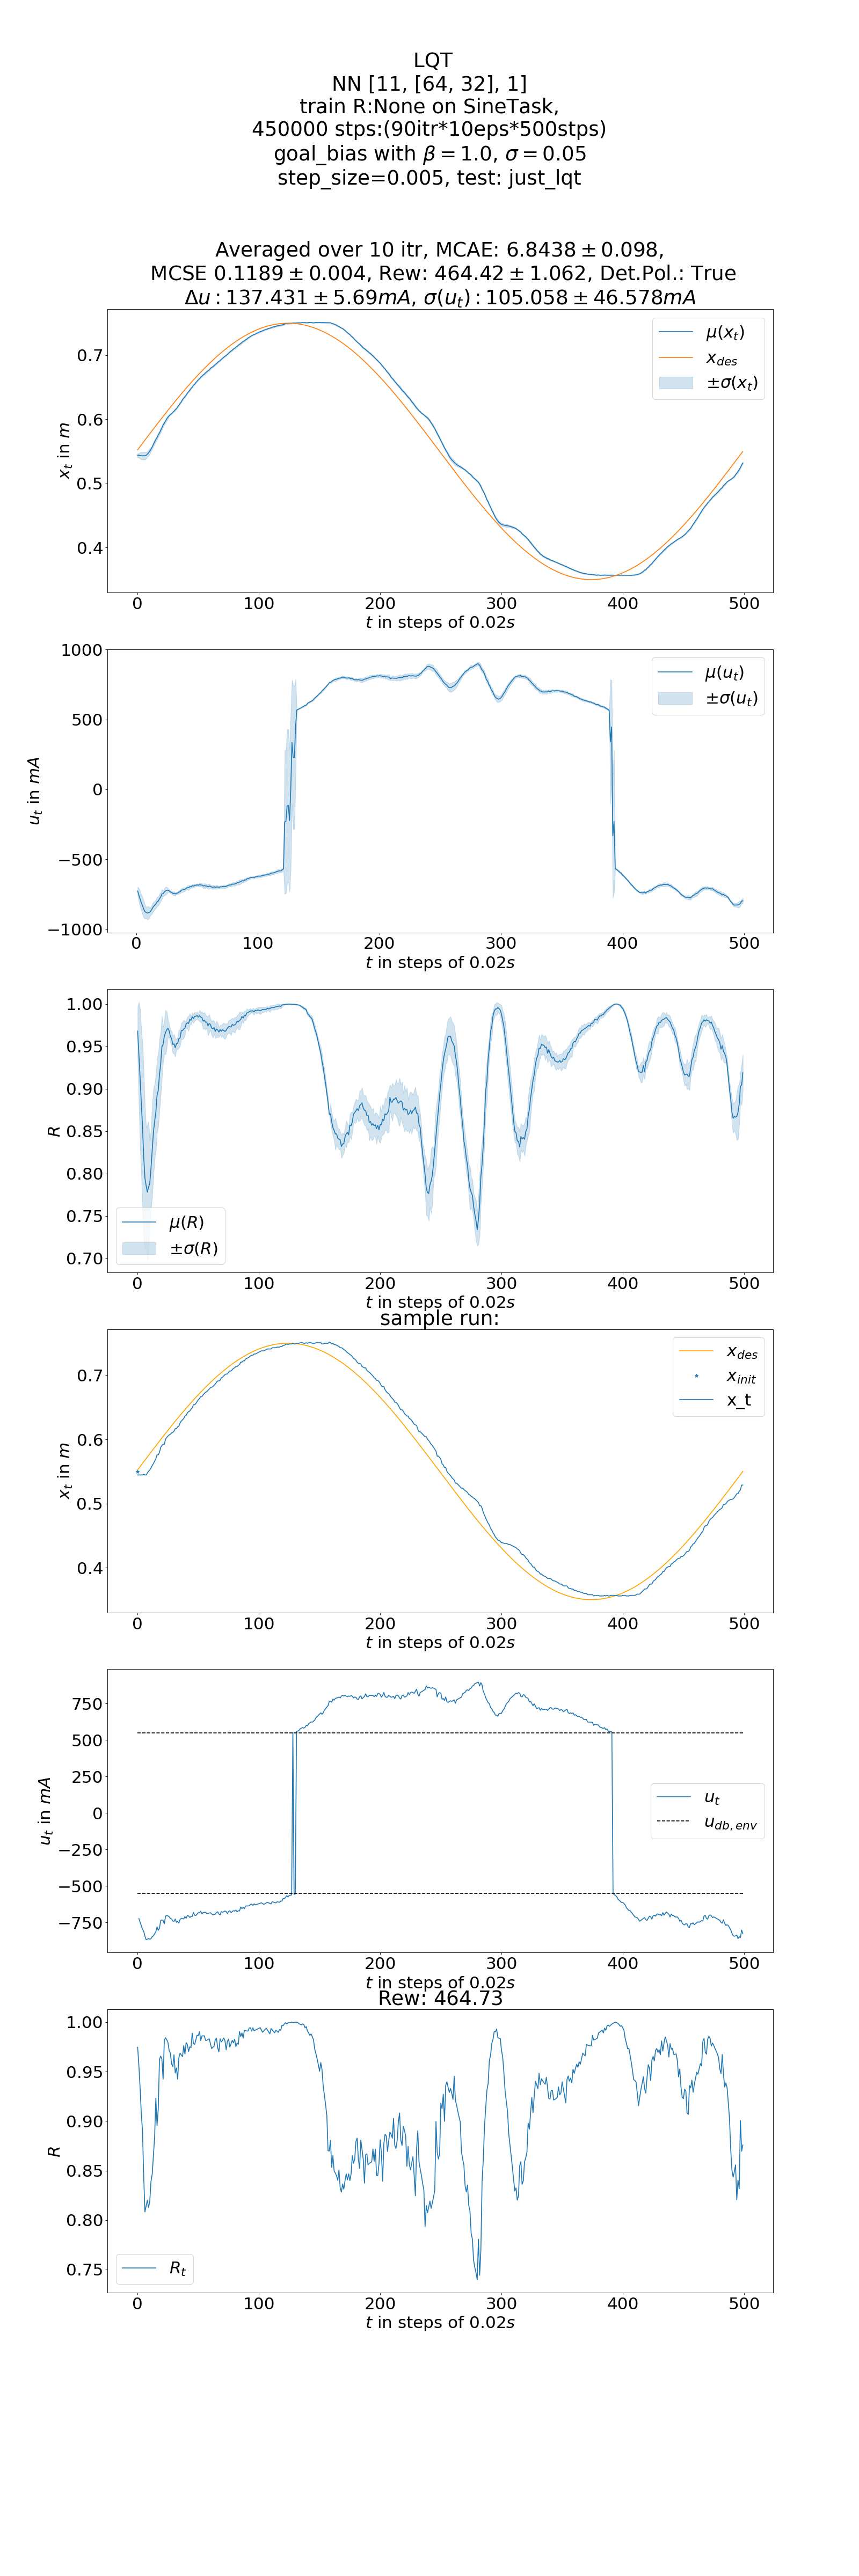 LQT
NN [11, [64, 32], 1]
train R:None on SineTask,
450000 stps:(90itr*10eps*500stps)
goal_bias with β = 1.0, σ = 0.05
step_size=0.005, test: just_lqt
Averaged over 10 itr, MCAE: 6.8438 ± 0.098,
MCSE 0.1189 ± 0.004, Rew: 464.42 ± 1.062, Det.Pol.: True
Δu : 137.431 ± 5.69mA, σ(u_t) : 105.058 ± 46.578mA
μ(x_t)
x_des
±σ(x_t)
x_t in m
0.7
0.6
0.5
0.4
0 100 200 300 400 500
t in steps of 0.02s
μ(u_t)
±σ(u_t)
u_t in mA
1000
500
0
−500
−1000
0 100 200 300 400 500
t in steps of 0.02s
R
1.00
0.95
0.90
0.85
0.80
0.75
0.70
μ(R)
±σ(R)
0 100 200 300 400 500
t in steps of 0.02s
sample run:
x_des
x_init
x_t
x_t in m
0.7
0.6
0.5
0.4
0 100 200 300 400 500
t in steps of 0.02s
u_t in mA
750
500
250
0
−250
−500
−750
u_t
u_db,env
0 100 200 300 400 500
t in steps of 0.02s
Rew: 464.73
R
1.00
0.95
0.90
0.85
0.80
0.75
R_t
0 100 200 300 400 500
t in steps of 0.02s